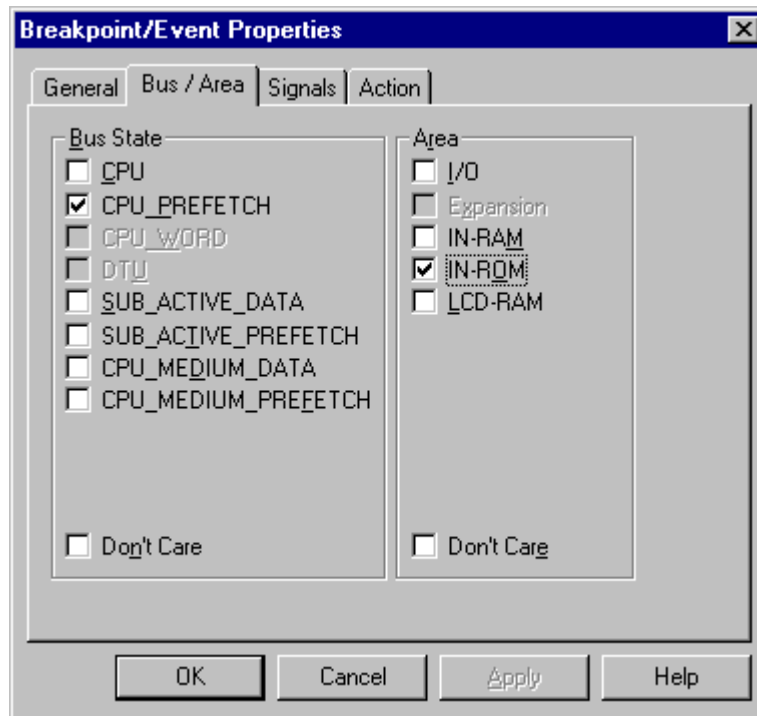 Breakpoint/Event Properties
General Bus / Area Signals Action
Bus State
CPU
CPU_PREFETCH
CPU_WORD
DTU
SUB_ACTIVE_DATA
SUB_ACTIVE_PREFETCH
CPU_MEDIUM_DATA
CPU_MEDIUM_PREFETCH
Don't Care
Area
I/O
Expansion
IN-RAM
IN-ROM
LCD-RAM
Don't Care
OK Cancel Apply Help